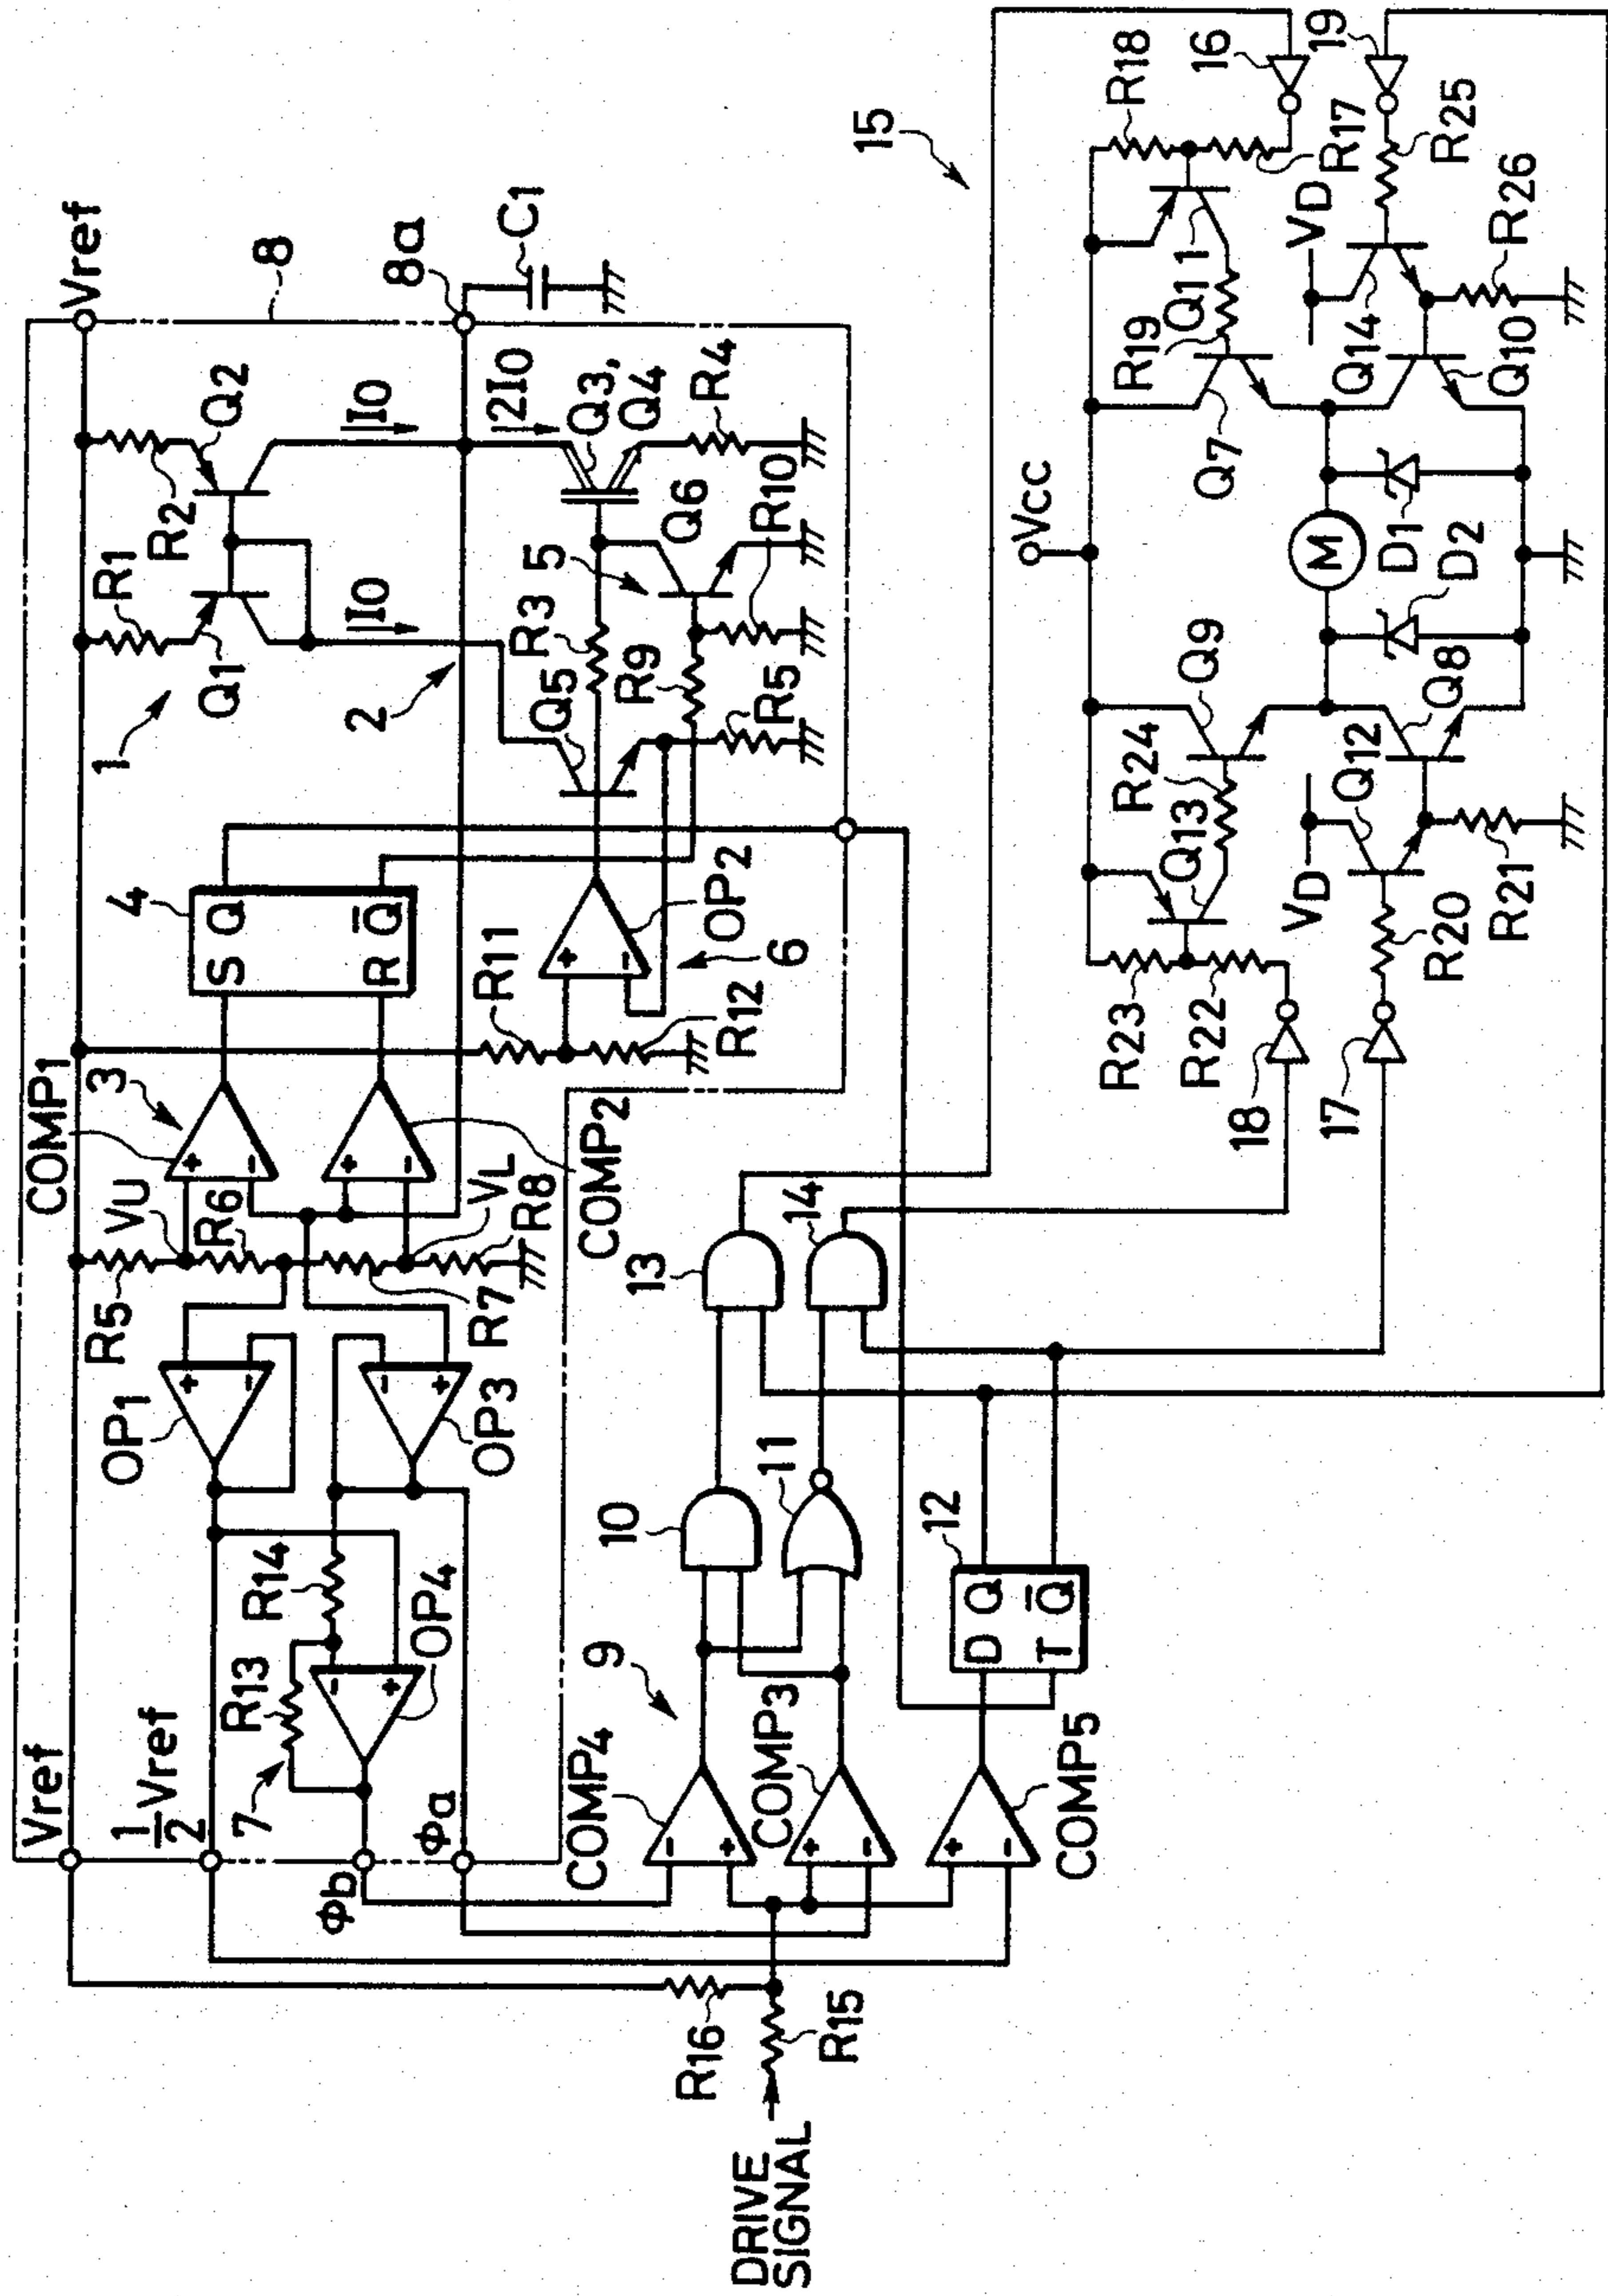 Vref
8
8a
C1
Q2
I0
2I0
Q3,
Q4
R4
R2
R1
Q1
1
I0
2
5
Q6
R10
R3
R9
Q5
R5
4
S Q
R Q̅
OP2
6
R11
R12
COMP1
3
COMP2
VU
R6
VL
R8
R5
R7
OP1
OP3
R14
OP4
R13
7
Vref
1/2 Vref
Φb
Φa
+
−
+
−
+
−
+
−
−
+
−
+
9
10
11
13
14
12
D Q
T Q̅
COMP4
COMP3
COMP5
−
+
+
−
+
−
R16
R15
DRIVE
SIGNAL
15
R18
16
19
R17
R25
VD
R26
Q11
R19
Q14
Q10
Q7
VCC
M
D1
D2
Q9
Q8
R24
Q13
Q12
VD
R20
R21
R23
R22
18
17